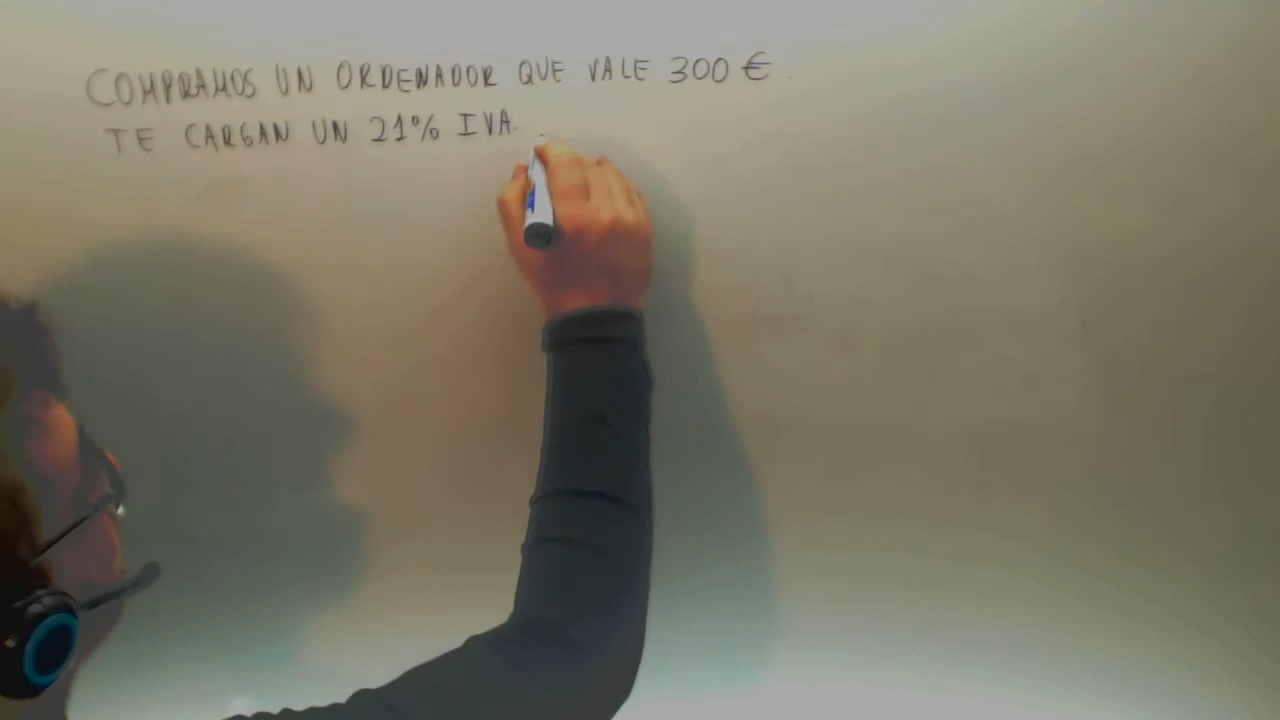 COMPRAMOS UN ORDENADOR QUE VALE 300 €
TE CARGAN UN 21% IVA.